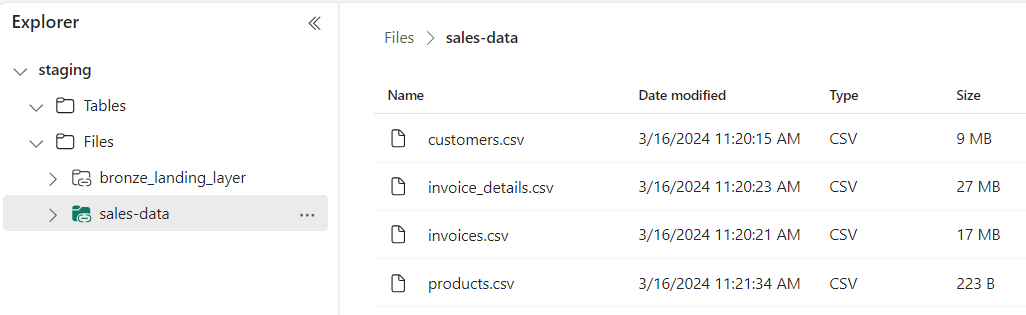 Explorer
staging
Tables
Files
bronze_landing_layer
sales-data
Files > sales-data
Name Date modified Type Size
customers.csv 3/16/2024 11:20:15 AM CSV 9 MB
invoice_details.csv 3/16/2024 11:20:23 AM CSV 27 MB
invoices.csv 3/16/2024 11:20:21 AM CSV 17 MB
products.csv 3/16/2024 11:21:34 AM CSV 223 B